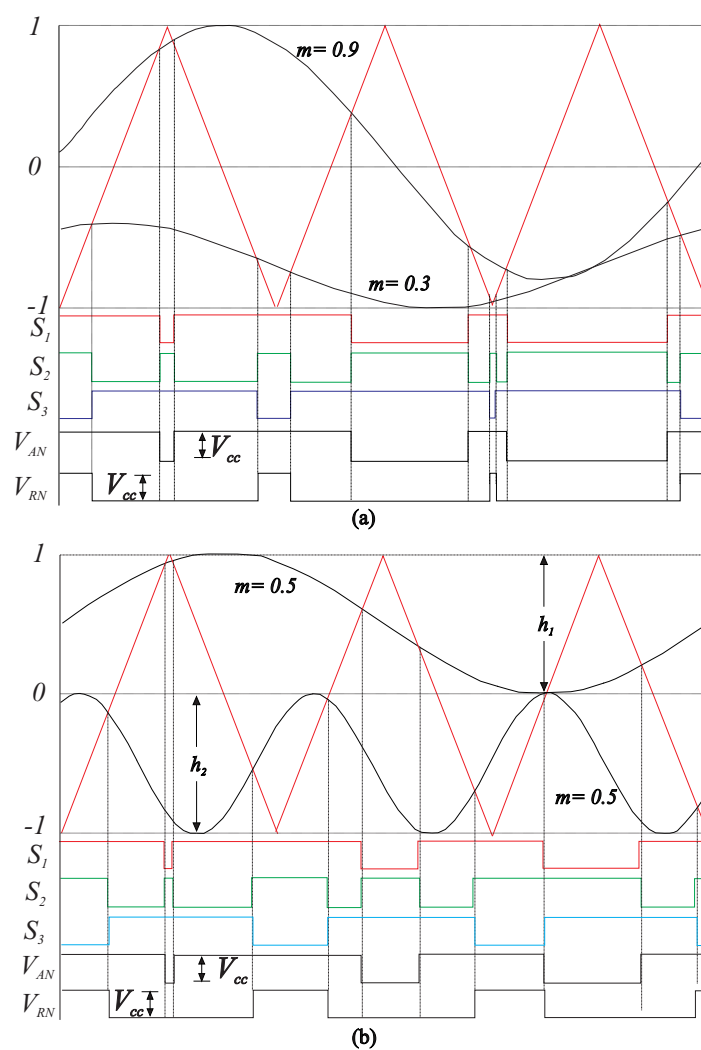 1
m= 0.9
0
m= 0.3
-1
S1
S2
S3
VAN
Vcc
VRN
Vcc
(a)
1
m= 0.5
h1
0
h2
m= 0.5
-1
S1
S2
S3
VAN
Vcc
VRN
Vcc
(b)